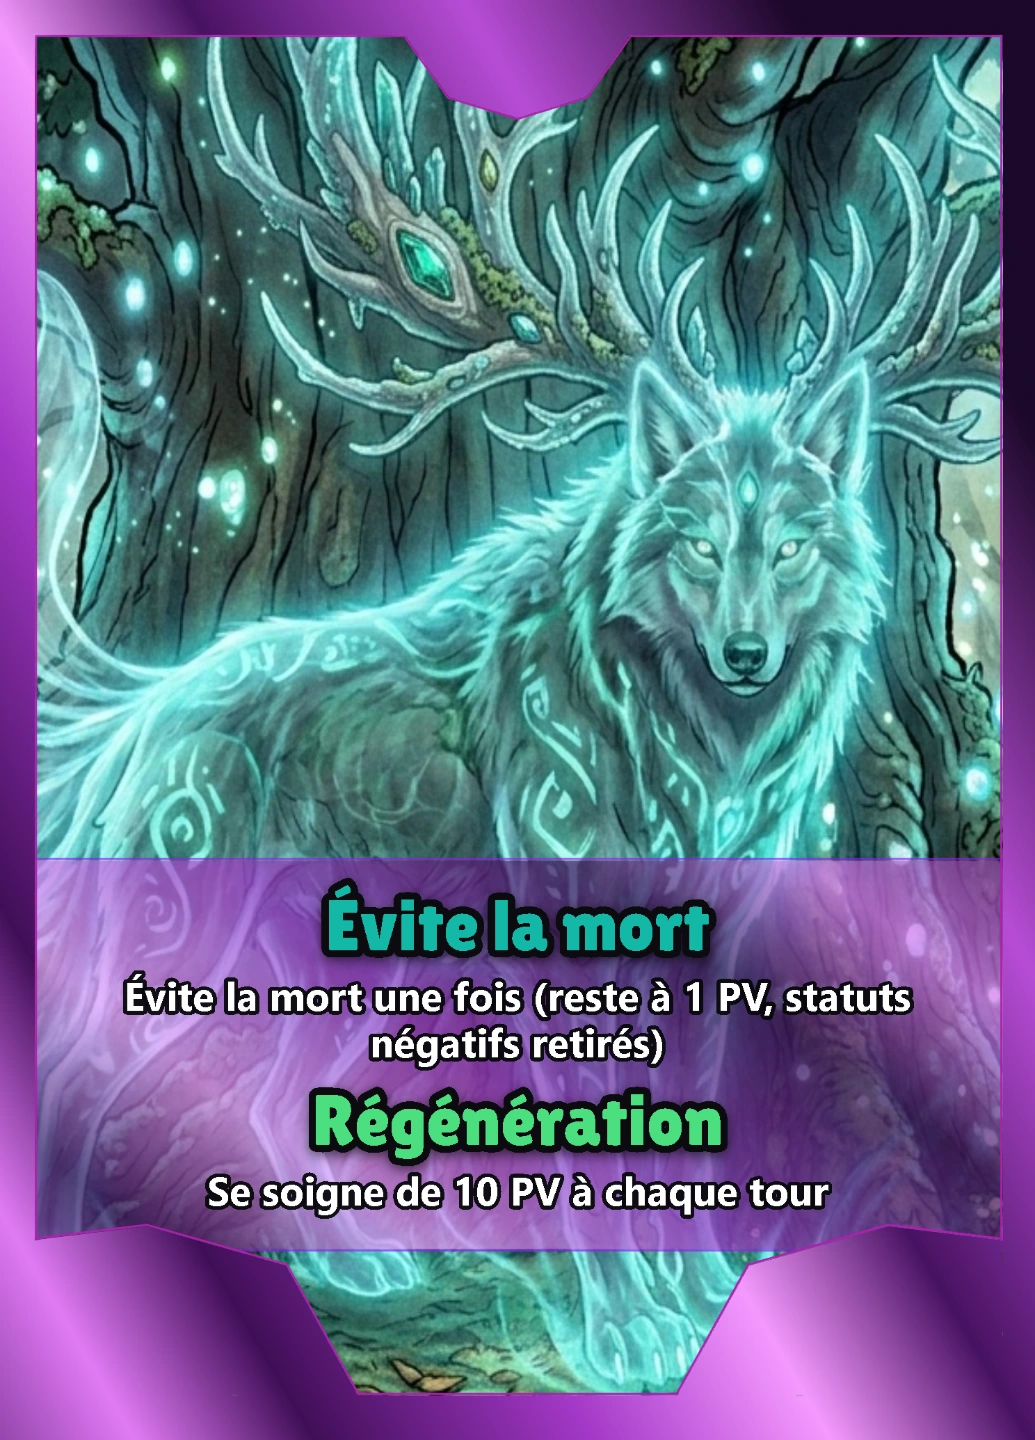 Évite la mort
Évite la mort une fois (reste à 1 PV, statuts
négatifs retirés)
Régénération
Se soigne de 10 PV à chaque tour